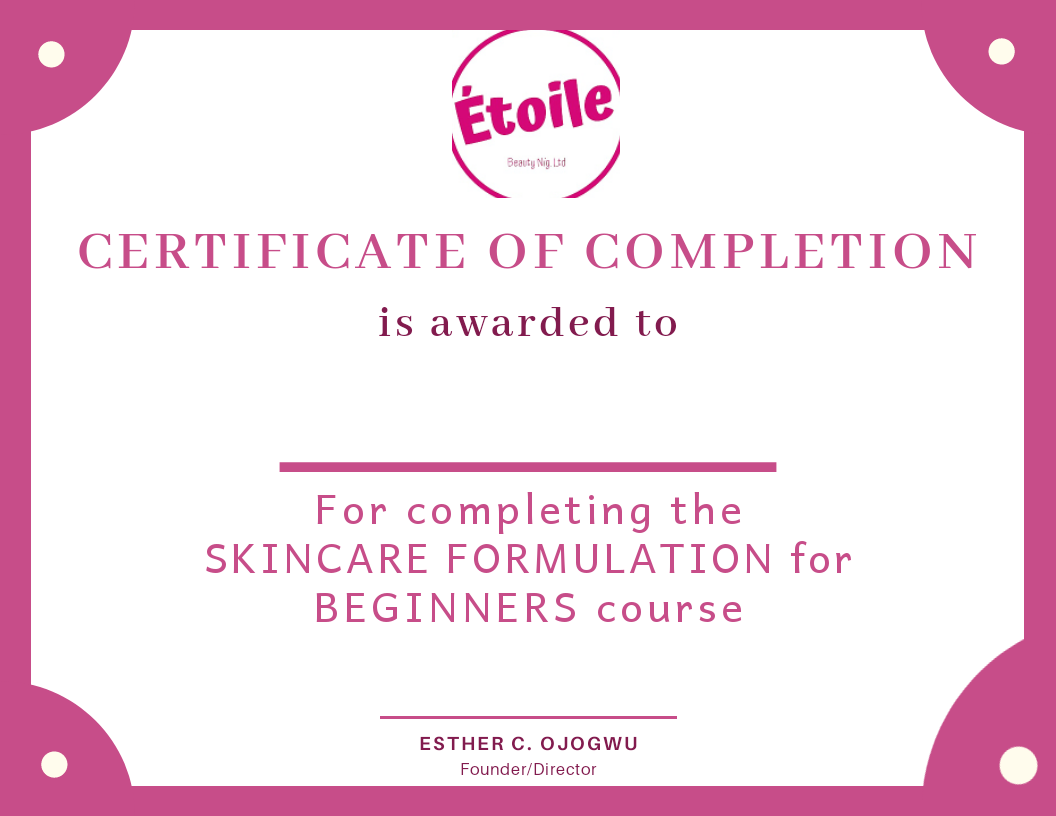 Étoile
Beauty Nig. Ltd
CERTIFICATE OF COMPLETION
is awarded to
For completing the
SKINCARE FORMULATION for
BEGINNERS course
ESTHER C. OJOGWU
Founder/Director